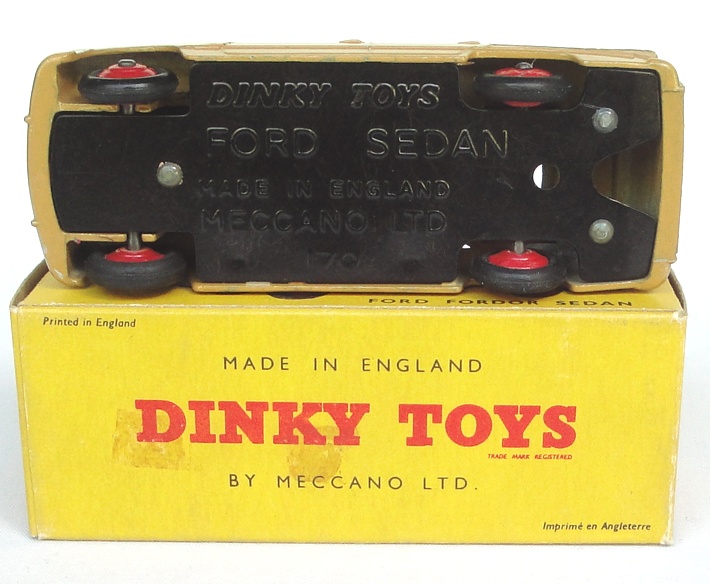 DINKY TOYS
FORD SEDAN
MADE IN ENGLAND
MECCANO LTD
170
FORD FORDOR SEDAN
Printed in England
MADE IN ENGLAND
DINKY TOYS
TRADE MARK REGISTERED
BY MECCANO LTD.
Imprimé en Angleterre